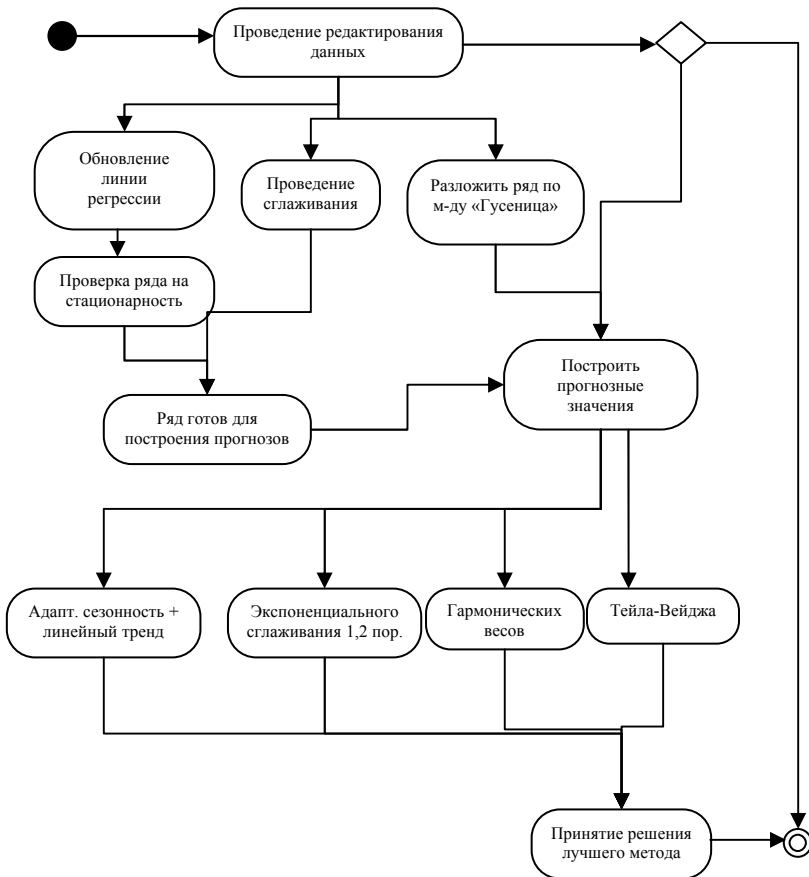 Проведение редактирования
данных
Обновление
линии
регрессии
Проведение
сглаживания
Разложить ряд по
м-ду «Гусеница»
Проверка ряда на
стационарность
Построить
прогнозные
значения
Ряд готов для
построения прогнозов
Адапт. сезонность +
линейный тренд
Экспоненциального
сглаживания 1,2 пор.
Гармонических
весов
Тейла-Вейджа
Принятие решения
лучшего метода